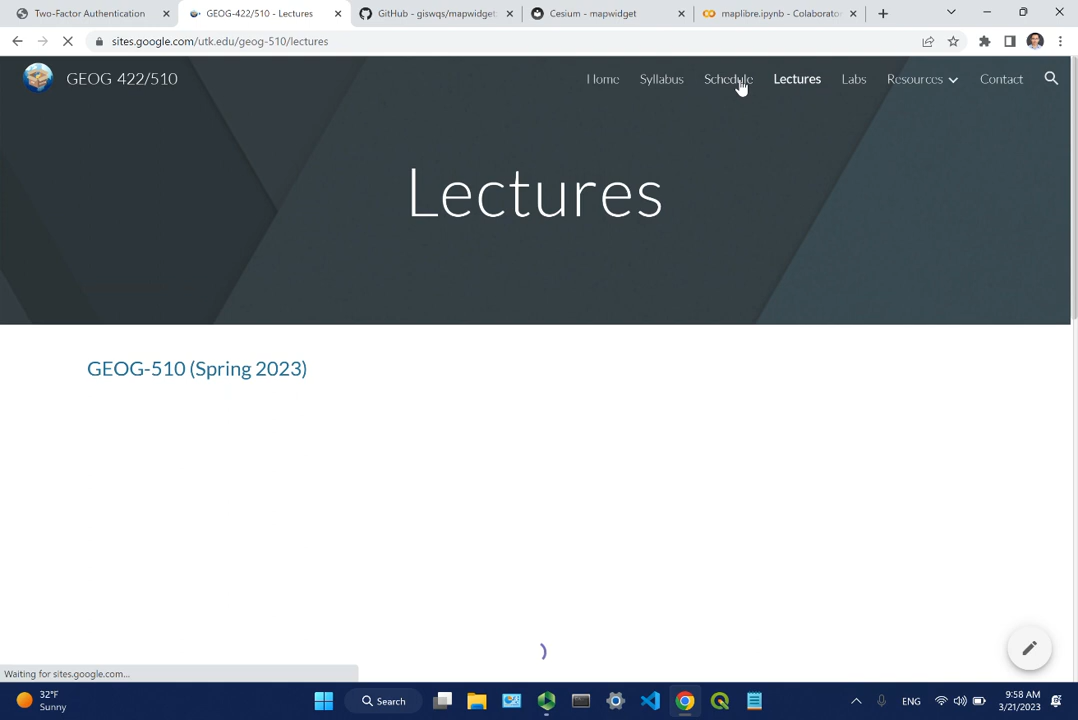 Two-Factor Authentication
GEOG-422/510 - Lectures
GitHub - giswqs/mapwidget:
Cesium - mapwidget
maplibre.ipynb - Colaborato
sites.google.com/utk.edu/geog-510/lectures
GEOG 422/510
Home
Syllabus
Schedule
Lectures
Labs
Resources
Contact
Lectures
GEOG-510 (Spring 2023)
Waiting for sites.google.com...
32°F
Sunny
Search
ENG
9:58 AM
3/21/2023